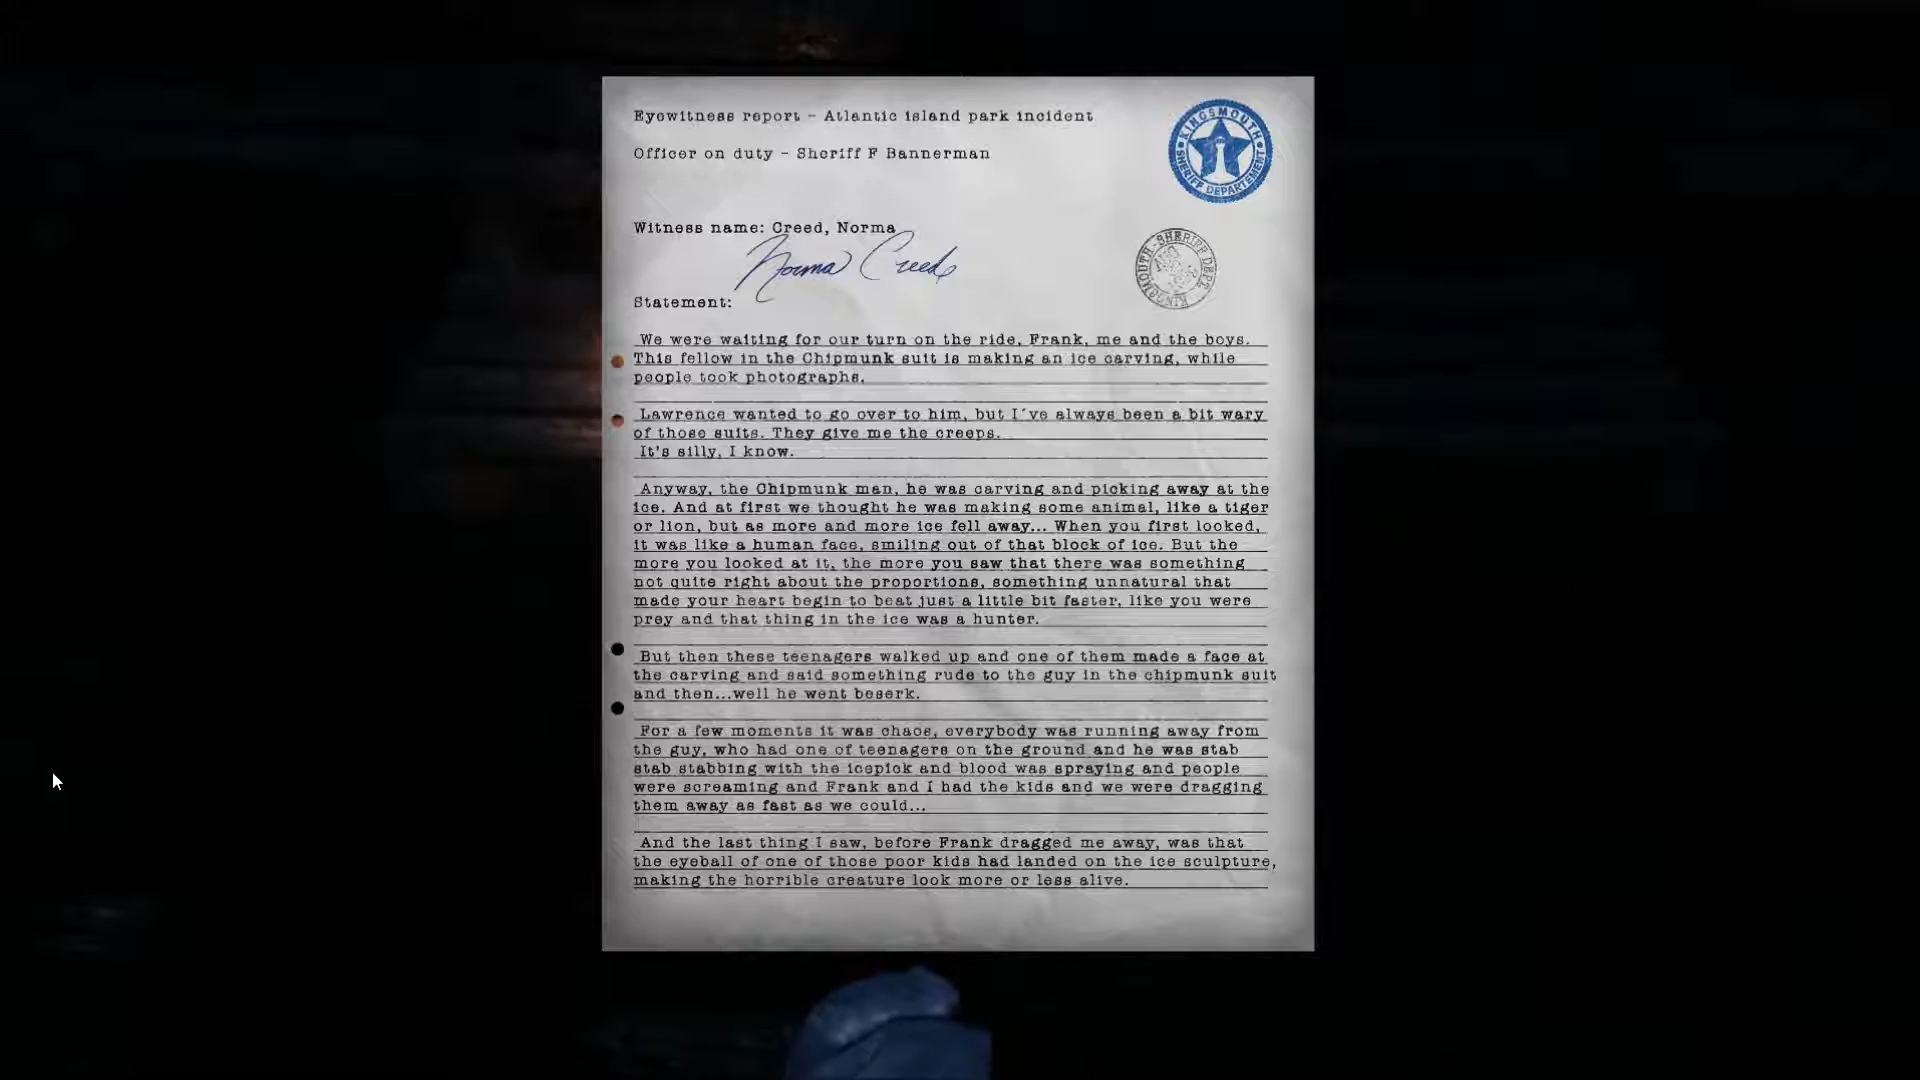 Eyewitness report - Atlantic island park incident
Officer on duty - Sheriff F Bannerman
KINGSMOUTH
SHERIFF DEPARTEMENT
Witness name: Creed, Norma
Norma Creed
KINGSMOUTH - SHERIFF DEPT.
Statement:
We were waiting for our turn on the ride, Frank, me and the boys.
This fellow in the Chipmunk suit is making an ice carving, while
people took photographs.
Lawrence wanted to go over to him, but I've always been a bit wary
of those suits. They give me the creeps.
It's silly, I know.
Anyway, the Chipmunk man, he was carving and picking away at the
ice. And at first we thought he was making some animal, like a tiger
or lion, but as more and more ice fell away... When you first looked,
it was like a human face, smiling out of that block of ice. But the
more you looked at it, the more you saw that there was something
not quite right about the proportions, something unnatural that
made your heart begin to beat just a little bit faster, like you were
prey and that thing in the ice was a hunter.
But then these teenagers walked up and one of them made a face at
the carving and said something rude to the guy in the chipmunk suit
and then...well he went beserk.
For a few moments it was chaos, everybody was running away from
the guy, who had one of teenagers on the ground and he was stab
stab stabbing with the icepick and blood was spraying and people
were screaming and Frank and I had the kids and we were dragging
them away as fast as we could...
And the last thing I saw, before Frank dragged me away, was that
the eyeball of one of those poor kids had landed on the ice sculpture,
making the horrible creature look more or less alive.